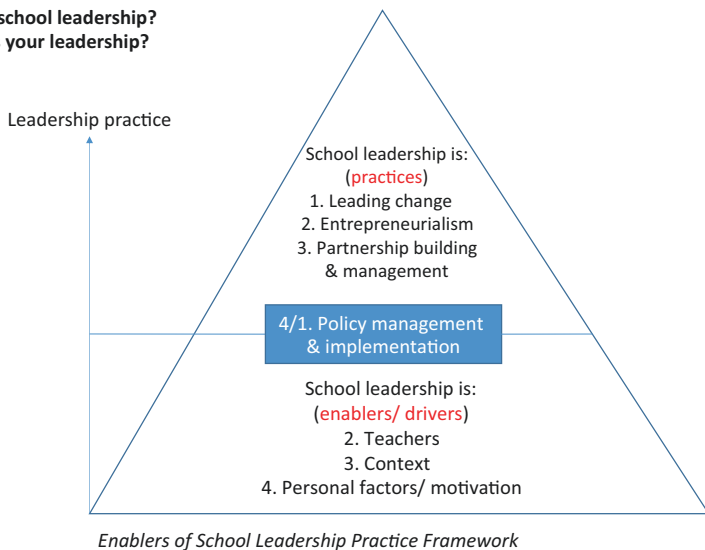 school leadership?
your leadership?
Leadership practice
School leadership is:
(practices)
1. Leading change
2. Entrepreneurialism
3. Partnership building
& management
4/1. Policy management
& implementation
School leadership is:
(enablers/ drivers)
2. Teachers
3. Context
4. Personal factors/ motivation
Enablers of School Leadership Practice Framework